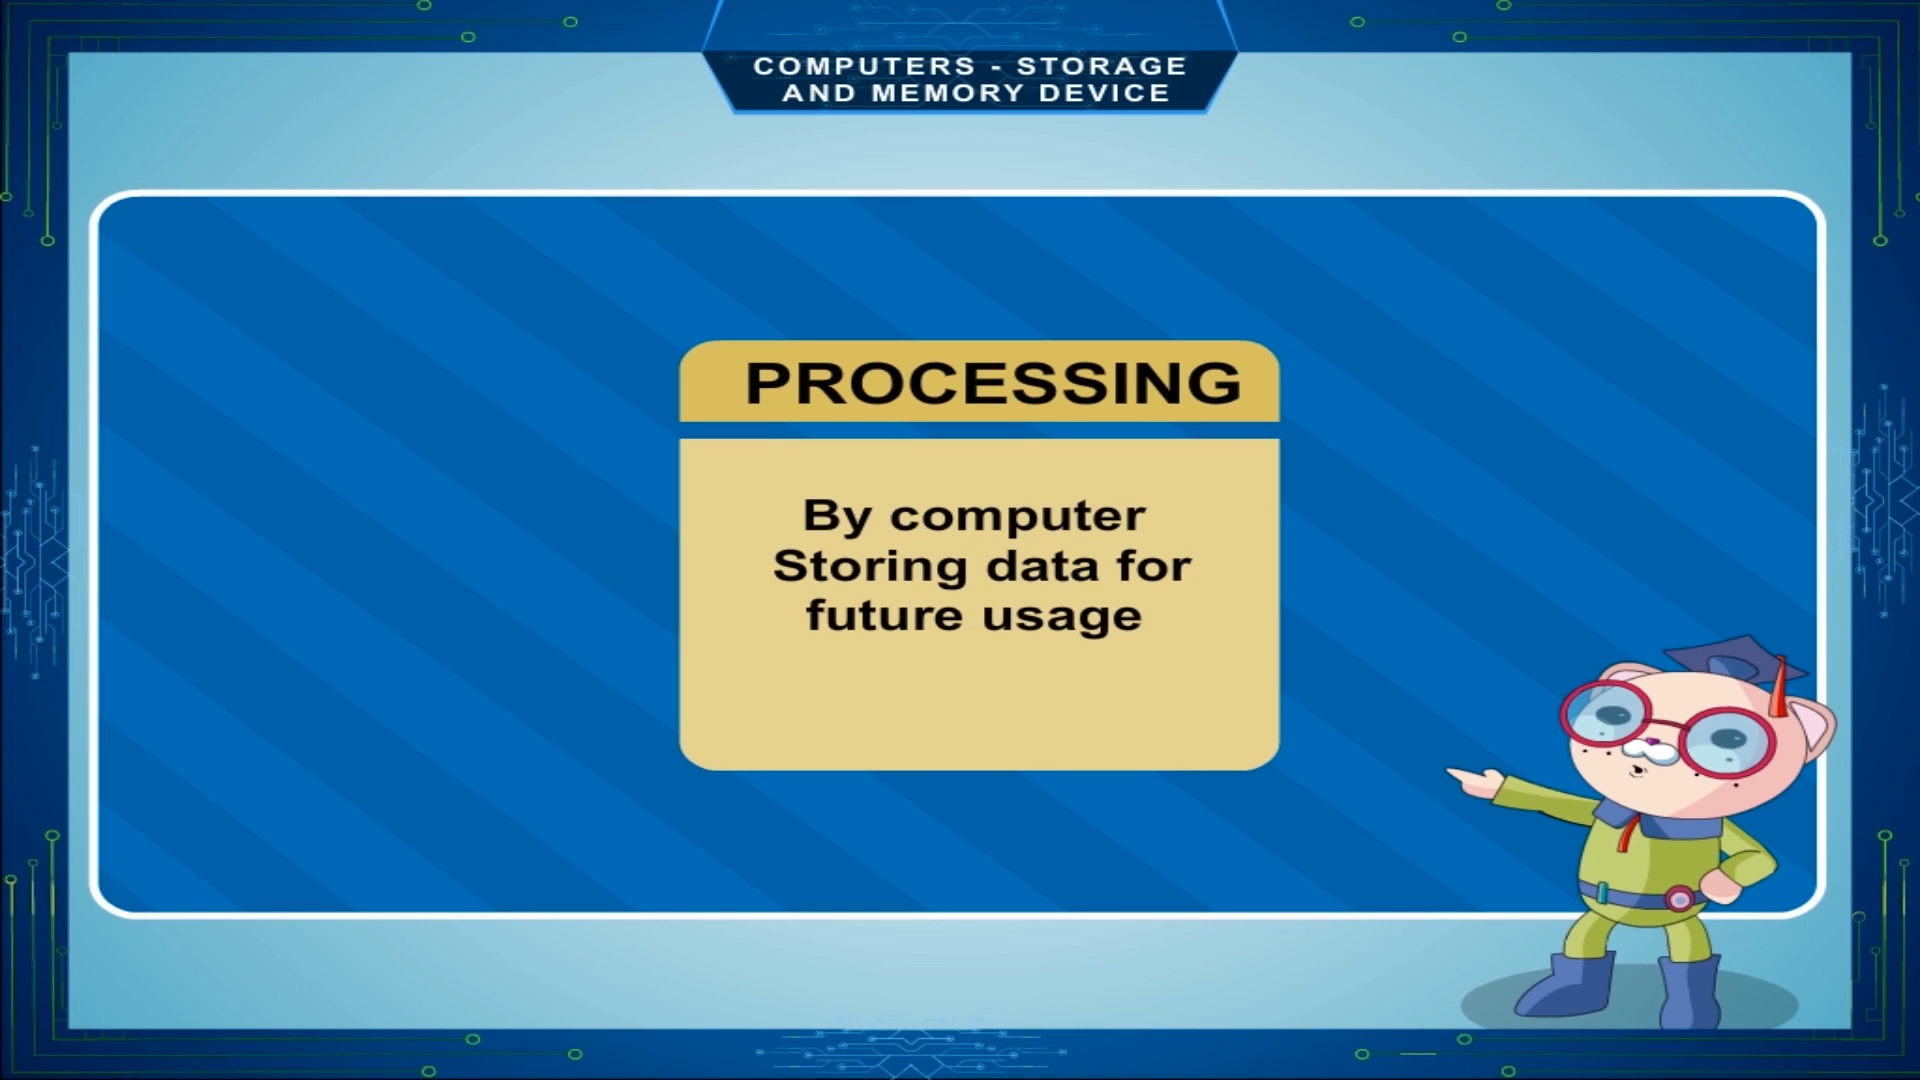 COMPUTERS - STORAGE
AND MEMORY DEVICE
PROCESSING
By computer
Storing data for
future usage